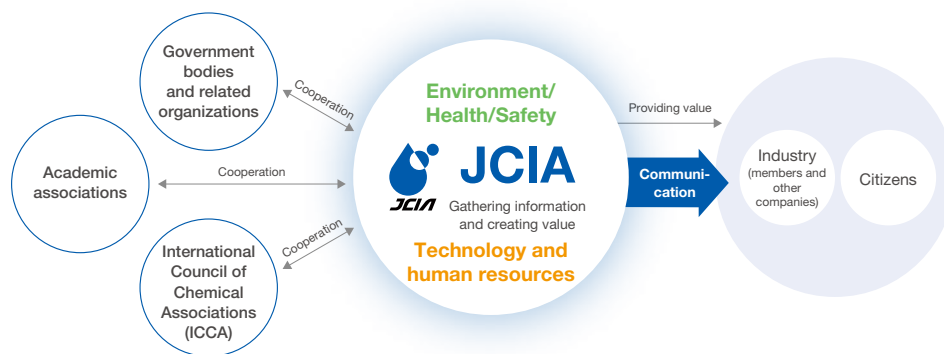 Government
bodies
and related
organizations
Cooperation
Academic
associations
Cooperation
International
Council of
Chemical
Associations
(ICCA)
Cooperation
Environment/
Health/Safety
JCIA
JCIA
Gathering information
and creating value
Technology and
human resources
Providing value
Communi-
cation
Industry
(members and
other
companies)
Citizens